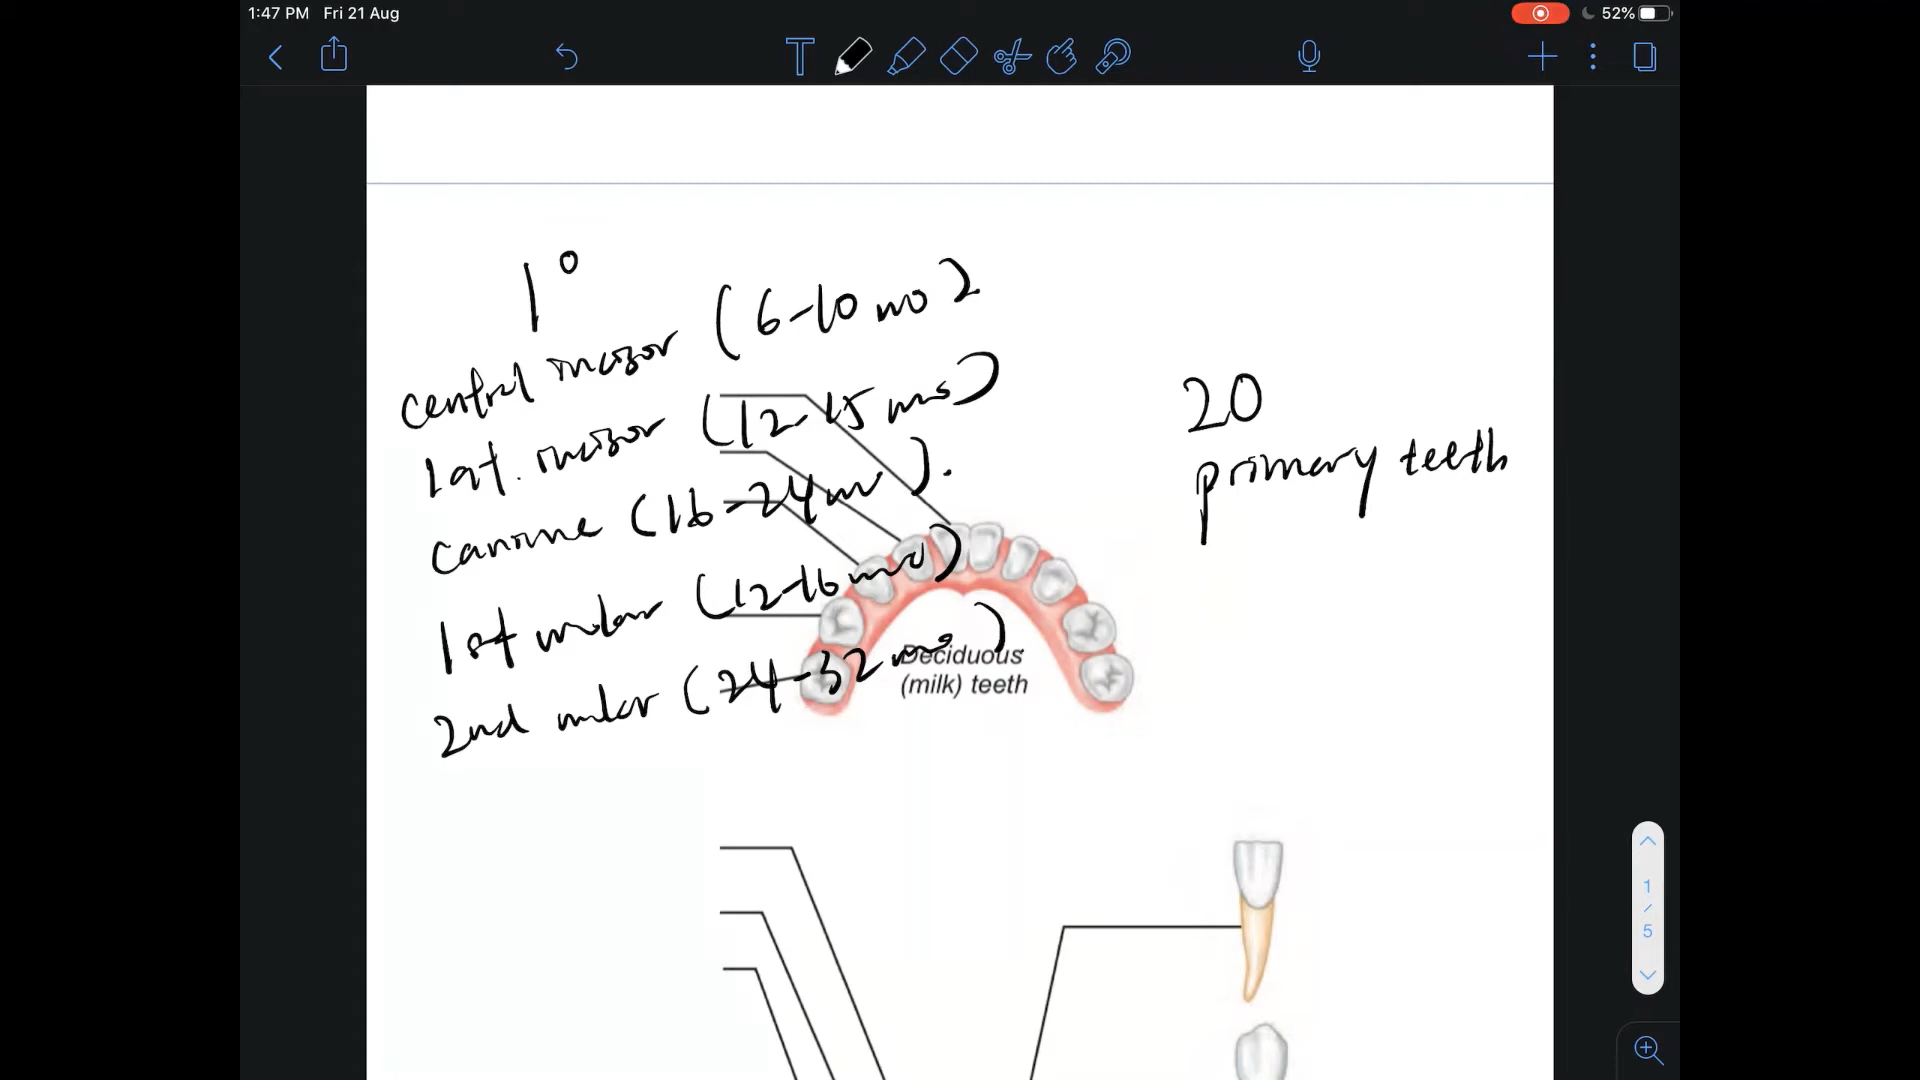 1:47 PM Fri 21 Aug
52%
1°
central incisor (6-10 mo)
lat. incisor (12-15 mo)
canine (16-24 mo).
1st molar (12-16 mo)
2nd molar (24-32 mo).
20
primary teeth
Deciduous
(milk) teeth
1
/
5